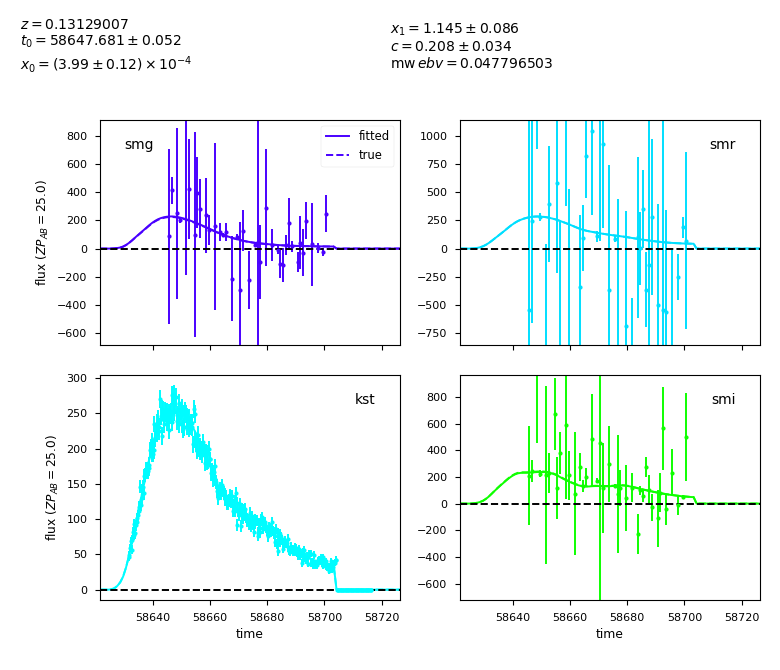 z = 0.13129007
t₀ = 58647.681 ± 0.052
x₀ = (3.99 ± 0.12) × 10⁻⁴
x₁ = 1.145 ± 0.086
c = 0.208 ± 0.034
mw ebv = 0.047796503
smg
fitted
true
800
600
400
200
0
−200
−400
−600
flux (ZP_AB = 25.0)
smr
1000
750
500
250
0
−250
−500
−750
kst
300
250
200
150
100
50
0
flux (ZP_AB = 25.0)
58640 58660 58680 58700 58720
time
smi
800
600
400
200
0
−200
−400
−600
58640 58660 58680 58700 58720
time